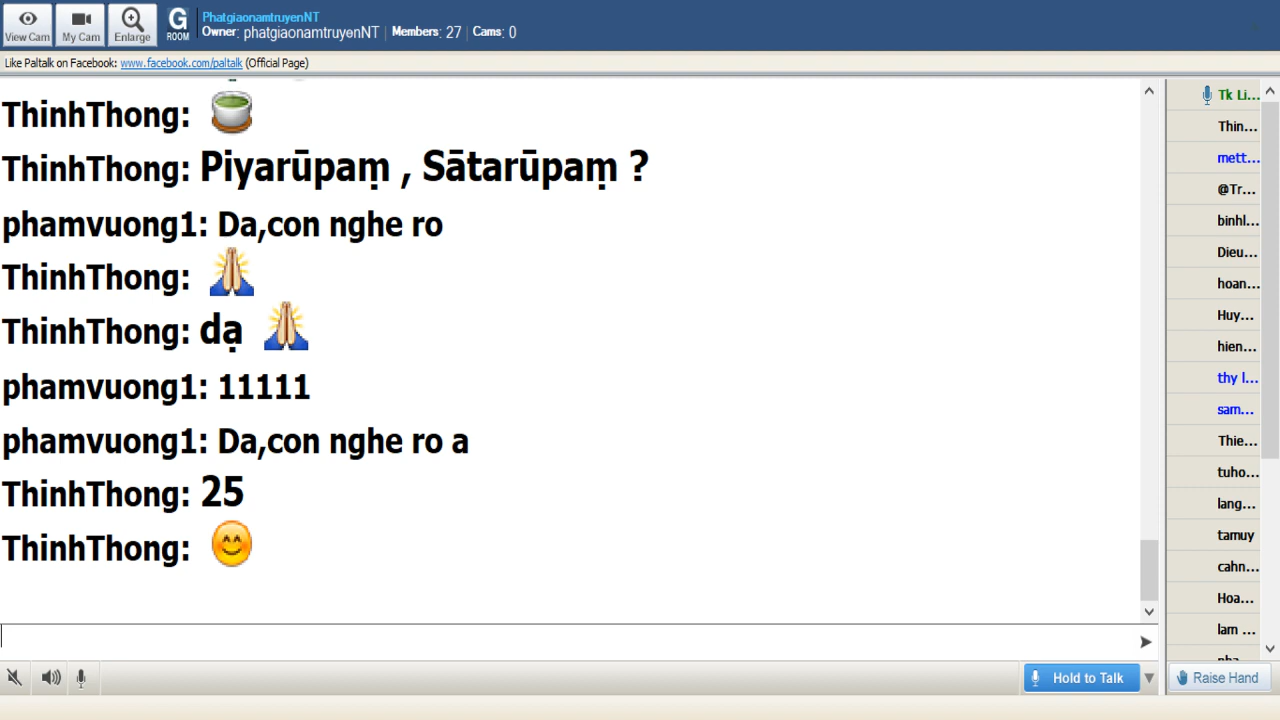 View Cam
My Cam
Enlarge
G
ROOM
PhatgiaonamtruyenNT
Owner: phatgiaonamtruyenNT | Members: 27 | Cams: 0
Like Paltalk on Facebook: www.facebook.com/paltalk (Official Page)
ThinhThong:
ThinhThong: Piyarūpaṃ , Sātarūpaṃ ?
phamvuong1: Da,con nghe ro
ThinhThong:
ThinhThong: dạ
phamvuong1: 11111
phamvuong1: Da,con nghe ro a
ThinhThong: 25
ThinhThong:
Tk Li...
Thin...
mett...
@Tr...
binhl...
Dieu...
hoan...
Huy...
hien...
thy l...
sam...
Thie...
tuho...
lang...
tamuy
cahn...
Hoa...
lam ...
Hold to Talk
Raise Hand